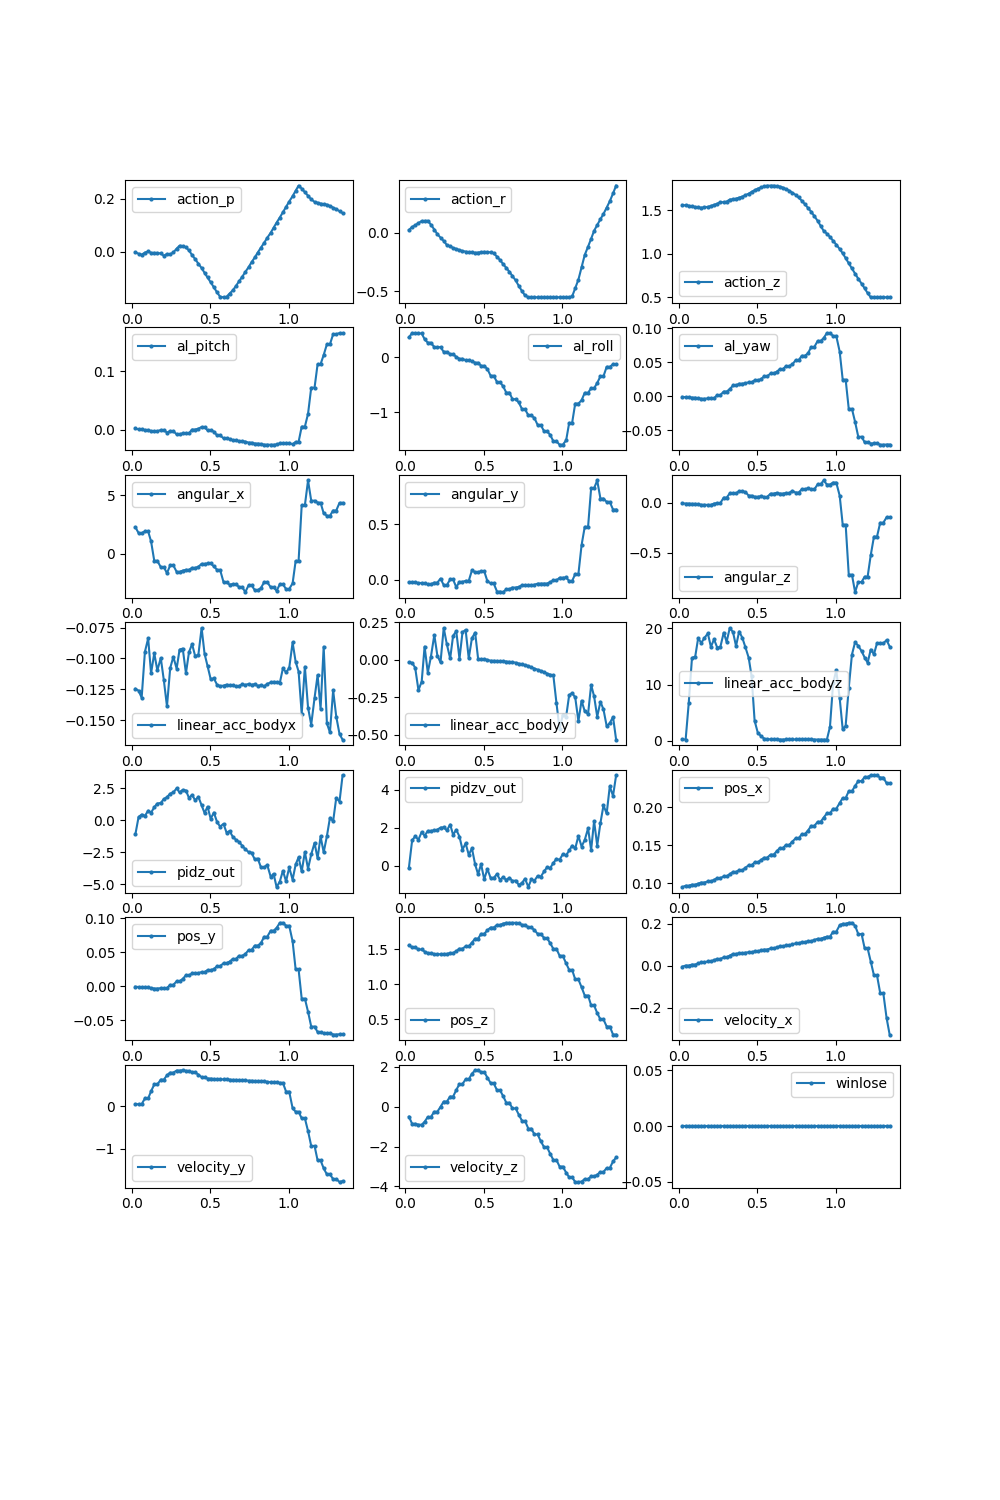 action_p
action_r
action_z
0.2
0.0
0.0
−0.5
1.5
1.0
0.5
0.0 0.5 1.0
0.0 0.5 1.0
0.0 0.5 1.0
al_pitch
al_roll
al_yaw
0.1
0.0
0
−1
0.10
0.05
0.00
−0.05
0.0 0.5 1.0
0.0 0.5 1.0
0.0 0.5 1.0
angular_x
angular_y
angular_z
5
0
0.5
0.0
0.0
−0.5
0.0 0.5 1.0
0.0 0.5 1.0
0.0 0.5 1.0
linear_acc_bodyx
linear_acc_bodyy
linear_acc_bodyz
−0.075
−0.100
−0.125
−0.150
0.25
0.00
−0.25
−0.50
20
10
0
0.0 0.5 1.0
0.0 0.5 1.0
0.0 0.5 1.0
pidz_out
pidzv_out
pos_x
2.5
0.0
−2.5
−5.0
4
2
0
0.20
0.15
0.10
0.0 0.5 1.0
0.0 0.5 1.0
0.0 0.5 1.0
pos_y
pos_z
velocity_x
0.10
0.05
0.00
−0.05
1.5
1.0
0.5
0.2
0.0
−0.2
0.0 0.5 1.0
0.0 0.5 1.0
0.0 0.5 1.0
velocity_y
velocity_z
winlose
0
−1
2
0
−2
−4
0.05
0.00
−0.05
0.0 0.5 1.0
0.0 0.5 1.0
0.0 0.5 1.0